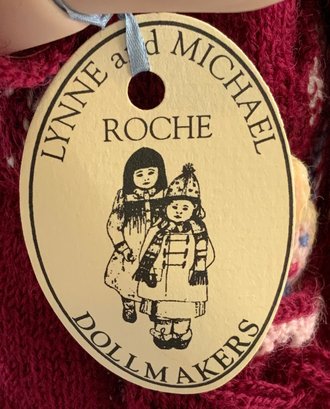 LYNNE and MICHAEL
ROCHE
DOLLMAKERS